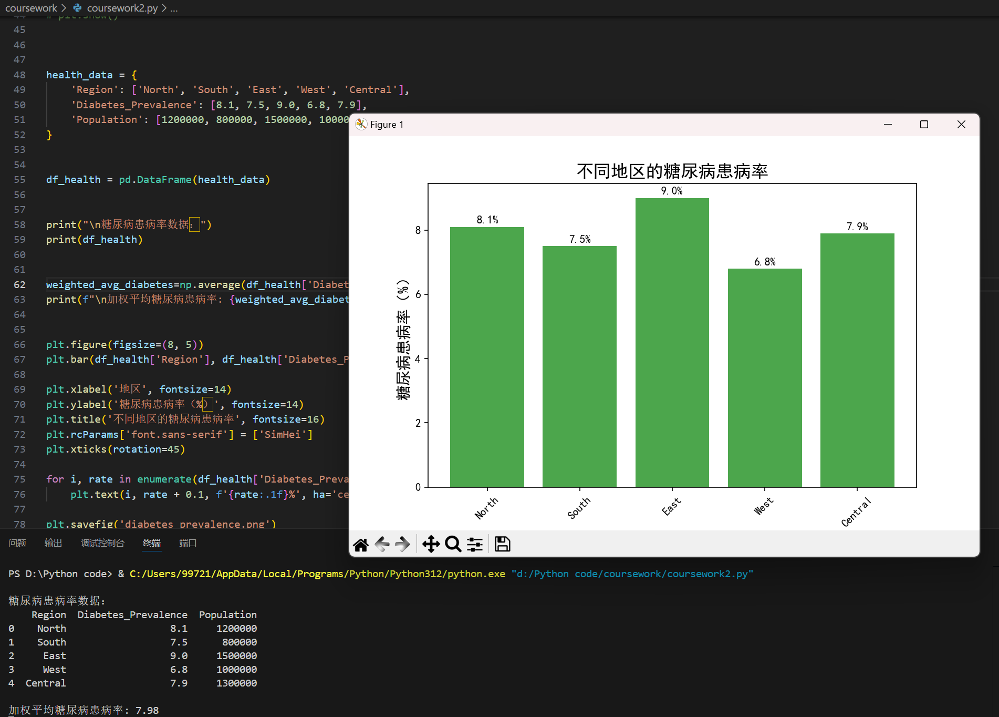 coursework > coursework2.py > ...
44 # plt.show()
45
46
47
48 health_data = {
49 'Region': ['North', 'South', 'East', 'West', 'Central'],
50 'Diabetes_Prevalence': [8.1, 7.5, 9.0, 6.8, 7.9],
51 'Population': [1200000, 800000, 1500000, 10000
52 }
53
54
55 df_health = pd.DataFrame(health_data)
56
57
58 print("\n糖尿病患病率数据：")
59 print(df_health)
60
61
62 weighted_avg_diabetes=np.average(df_health['Diabet
63 print(f"\n加权平均糖尿病患病率: {weighted_avg_diabet
64
65
66 plt.figure(figsize=(8, 5))
67 plt.bar(df_health['Region'], df_health['Diabetes_P
68
69 plt.xlabel('地区', fontsize=14)
70 plt.ylabel('糖尿病患病率（%）', fontsize=14)
71 plt.title('不同地区的糖尿病患病率', fontsize=16)
72 plt.rcParams['font.sans-serif'] = ['SimHei']
73 plt.xticks(rotation=45)
74
75 for i, rate in enumerate(df_health['Diabetes_Preva
76 plt.text(i, rate + 0.1, f'{rate:.1f}%', ha='ce
77
78 plt.savefig('diabetes_prevalence.png')
Figure 1
不同地区的糖尿病患病率
糖尿病患病率（%）
8
6
4
2
0
8.1%
7.5%
9.0%
6.8%
7.9%
North
South
East
West
Central
问题 输出 调试控制台 终端 端口
PS D:\Python code> & C:/Users/99721/AppData/Local/Programs/Python/Python312/python.exe "d:/Python code/coursework/coursework2.py"
糖尿病患病率数据：
Region Diabetes_Prevalence Population
0 North 8.1 1200000
1 South 7.5 800000
2 East 9.0 1500000
3 West 6.8 1000000
4 Central 7.9 1300000
加权平均糖尿病患病率: 7.98